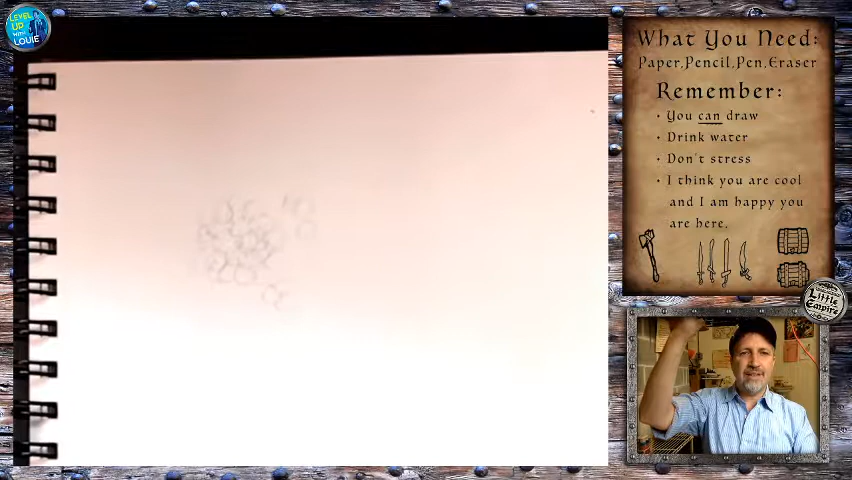 LEVEL
UP
WITH
LOUIE
What You Need:
Paper,Pencil,Pen,Eraser
Remember:
• You can draw
• Drink water
• Don't stress
• I think you are cool
and I am happy you
are here.
Little
Empire